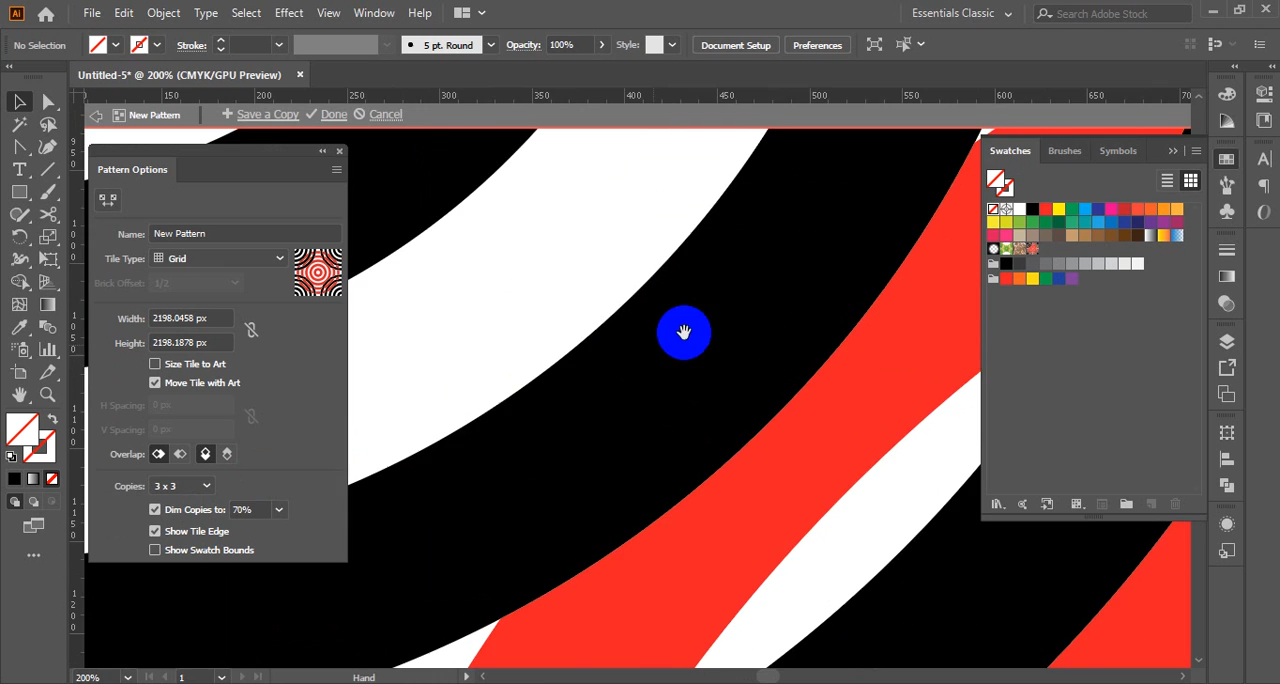 Ai File Edit Object Type Select Effect View Window Help Essentials Classic Search Adobe Stock
No Selection Stroke: 5 pt. Round Opacity: 100% Style: Document Setup Preferences
Untitled-5* @ 200% (CMYK/GPU Preview)
150 200 250 300 350 400 450 500 550 600 650 70
New Pattern Save a Copy Done Cancel
Pattern Options
Swatches Brushes Symbols
Name: New Pattern
Tile Type: Grid
Brick Offset: 1/2
Width: 2198.0458 px
Height: 2198.1878 px
Size Tile to Art
Move Tile with Art
H Spacing: 0 px
V Spacing: 0 px
Overlap:
Copies: 3 x 3
Dim Copies to: 70%
Show Tile Edge
Show Swatch Bounds
200% 1 Hand